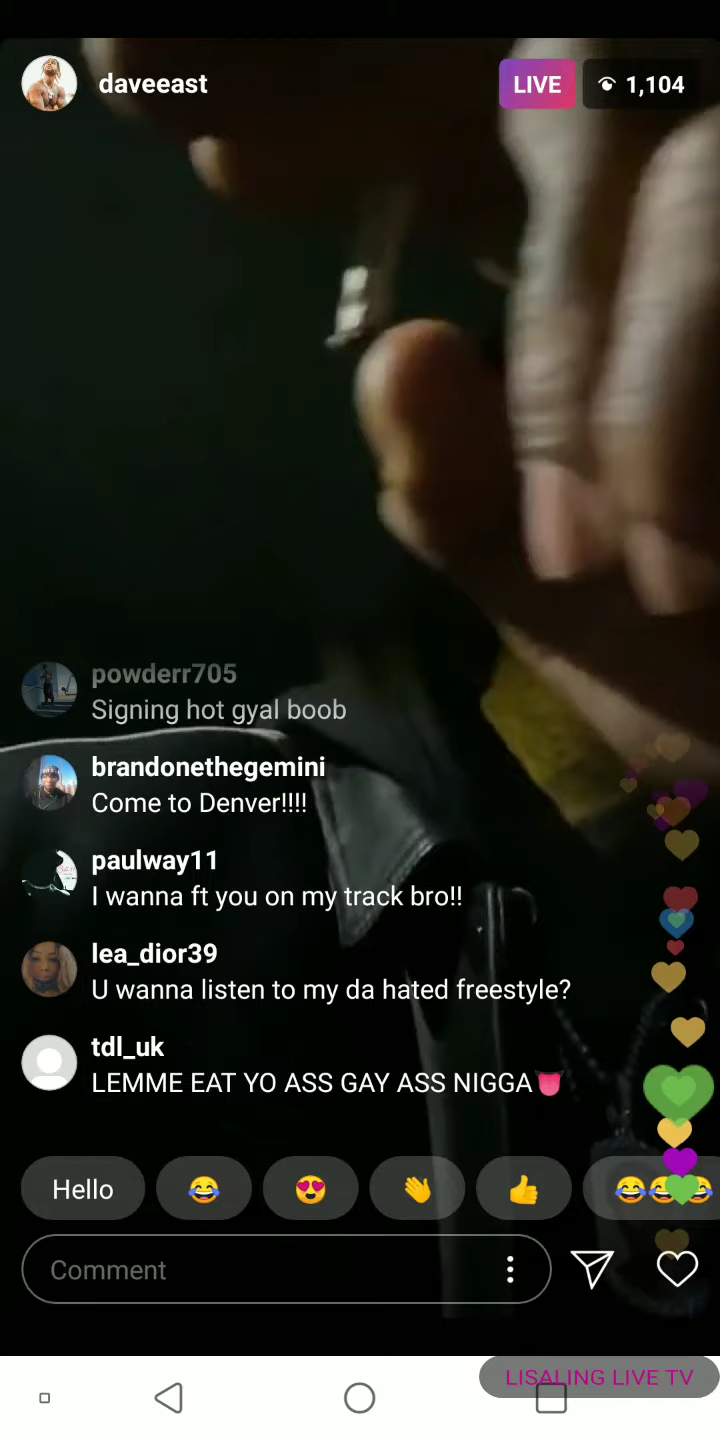 daveeast
LIVE
1,104
powderr705
Signing hot gyal boob
brandonethegemini
Come to Denver!!!!
paulway11
I wanna ft you on my track bro!!
lea_dior39
U wanna listen to my da hated freestyle?
tdl_uk
LEMME EAT YO ASS GAY ASS NIGGA👅
Hello
😂
😍
👋
👍
😂😂😂
Comment
LISALING LIVE TV